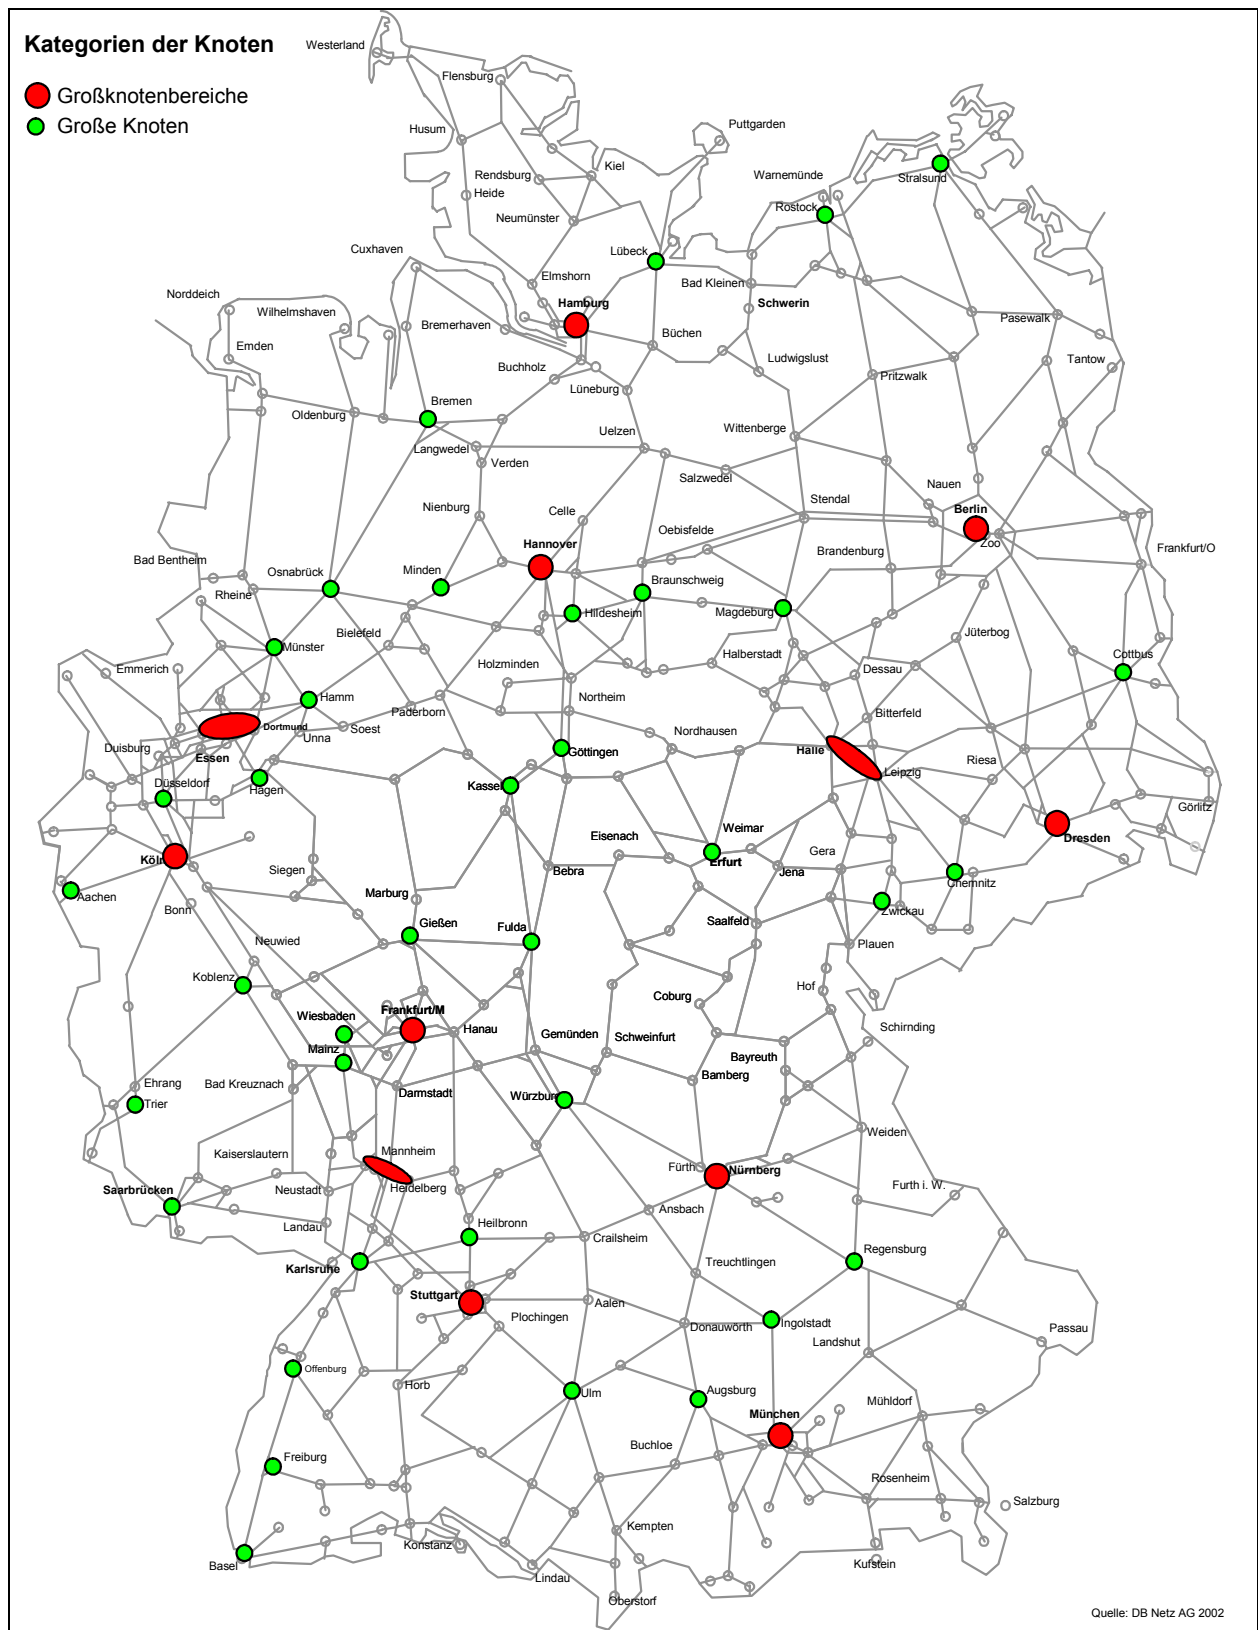 Kategorien der Knoten
Großknotenbereiche
Große Knoten
Westerland
Flensburg
Husum
Puttgarden
Rendsburg
Kiel
Heide
Warnemünde
Stralsund
Rostock
Neumünster
Cuxhaven
Lübeck
Elmshorn
Bad Kleinen
Norddeich
Hamburg
Schwerin
Wilhelmshaven
Bremerhaven
Büchen
Pasewalk
Emden
Buchholz
Ludwigslust
Tantow
Lüneburg
Pritzwalk
Bremen
Oldenburg
Uelzen
Wittenberge
Langwedel
Verden
Salzwedel
Nauen
Nienburg
Celle
Stendal
Berlin
Oebisfelde
Zoo
Hannover
Frankfurt/O
Bad Bentheim
Brandenburg
Osnabrück
Minden
Braunschweig
Rheine
Hildesheim
Magdeburg
Bielefeld
Jüterbog
Münster
Halberstadt
Cottbus
Emmerich
Holzminden
Dessau
Hamm
Northeim
Paderborn
Bitterfeld
Dortmund
Soest
Nordhausen
Unna
Duisburg
Essen
Göttingen
Halle
Riesa
Leipzig
Düsseldorf
Hagen
Kassel
Görlitz
Eisenach
Weimar
Dresden
Köln
Erfurt
Gera
Siegen
Bebra
Jena
Chemnitz
Aachen
Marburg
Bonn
Zwickau
Gießen
Fulda
Saalfeld
Neuwied
Plauen
Koblenz
Hof
Coburg
Wiesbaden
Frankfurt/M
Hanau
Schirnding
Gemünden
Schweinfurt
Mainz
Bayreuth
Ehrang
Bad Kreuznach
Darmstadt
Bamberg
Trier
Würzburg
Weiden
Kaiserslautern
Mannheim
Fürth
Nürnberg
Saarbrücken
Neustadt
Heidelberg
Furth i. W.
Ansbach
Landau
Heilbronn
Crailsheim
Regensburg
Karlsruhe
Treuchtlingen
Stuttgart
Aalen
Plochingen
Donauwörth
Ingolstadt
Passau
Landshut
Offenburg
Horb
Ulm
Augsburg
Mühldorf
München
Buchloe
Freiburg
Rosenheim
Salzburg
Kempten
Konstanz
Kufstein
Basel
Lindau
Oberstorf
Quelle: DB Netz AG 2002